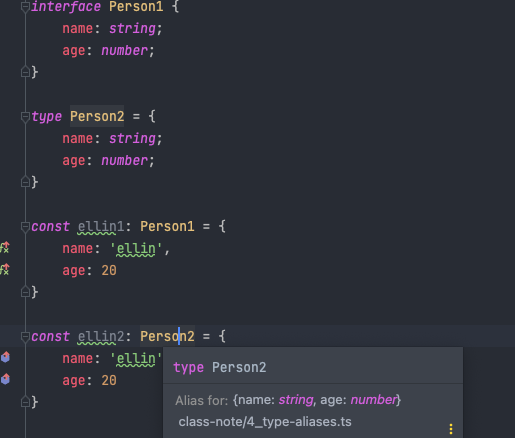 interface Person1 {
name: string;
age: number;
}
type Person2 = {
name: string;
age: number;
}
const ellin1: Person1 = {
name: 'ellin',
age: 20
}
const ellin2: Person2 = {
name: 'ellin'
age: 20
}
type Person2
Alias for: {name: string, age: number}
class-note/4_type-aliases.ts